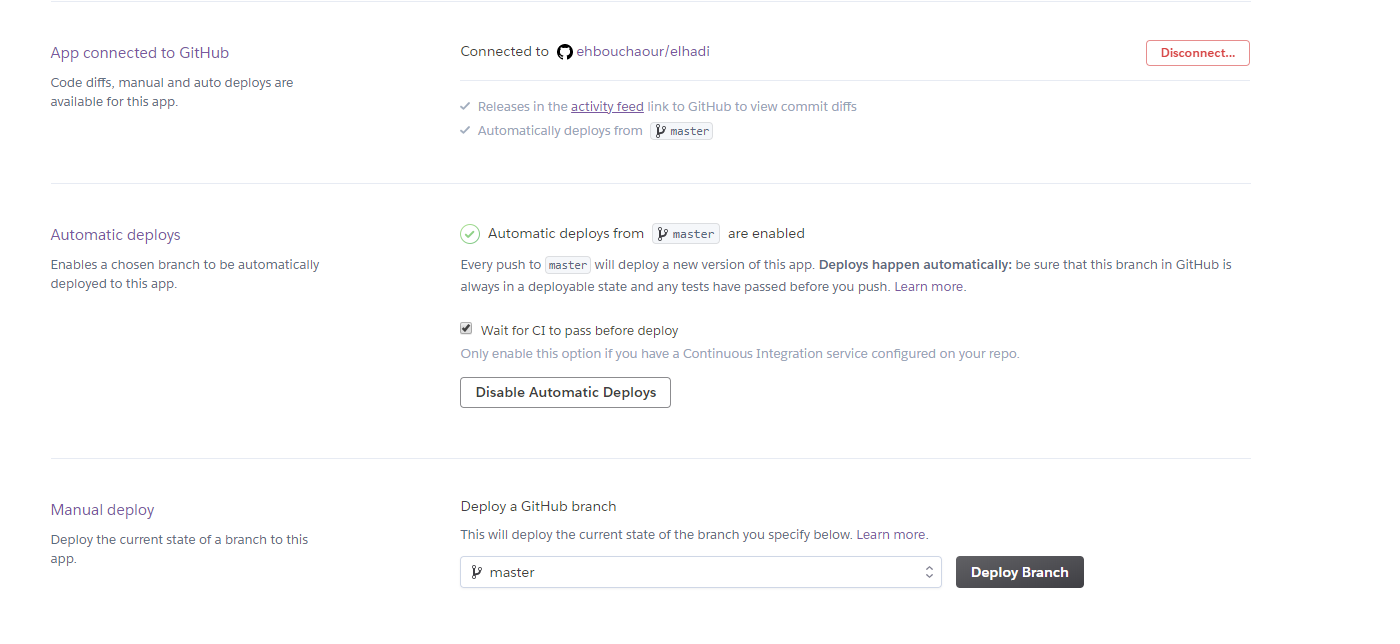 App connected to GitHub
Code diffs, manual and auto deploys are
available for this app.
Connected to ehbouchaour/elhadi
Disconnect...
Releases in the activity feed link to GitHub to view commit diffs
Automatically deploys from master
Automatic deploys
Enables a chosen branch to be automatically
deployed to this app.
Automatic deploys from master are enabled
Every push to master will deploy a new version of this app. Deploys happen automatically: be sure that this branch in GitHub is
always in a deployable state and any tests have passed before you push. Learn more.
Wait for CI to pass before deploy
Only enable this option if you have a Continuous Integration service configured on your repo.
Disable Automatic Deploys
Manual deploy
Deploy the current state of a branch to this
app.
Deploy a GitHub branch
This will deploy the current state of the branch you specify below. Learn more.
master
Deploy Branch